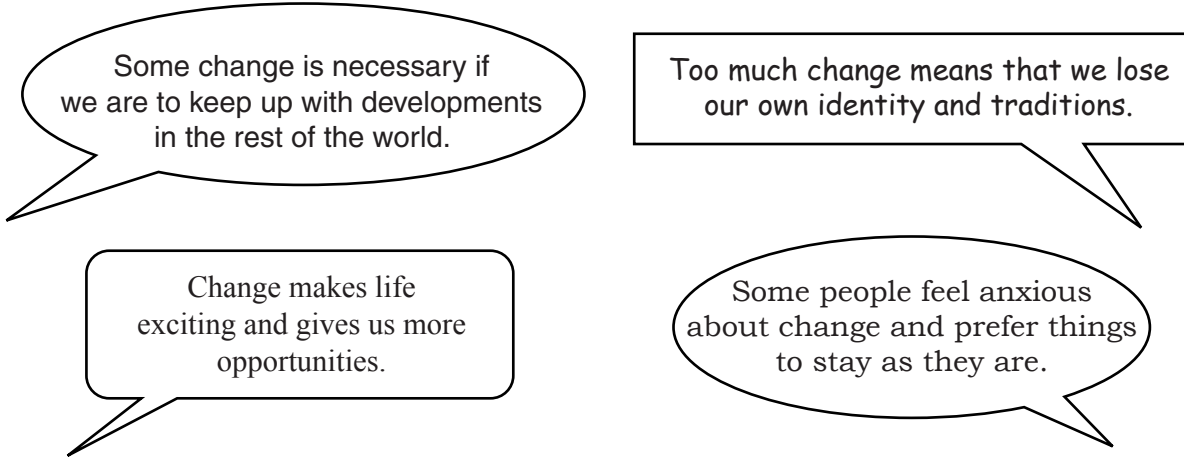 Some change is necessary if
we are to keep up with developments
in the rest of the world.
Too much change means that we lose
our own identity and traditions.
Change makes life
exciting and gives us more
opportunities.
Some people feel anxious
about change and prefer things
to stay as they are.